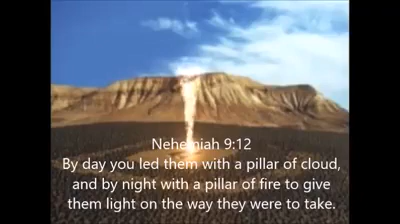 Nehemiah 9:12
By day you led them with a pillar of cloud,
and by night with a pillar of fire to give
them light on the way they were to take.